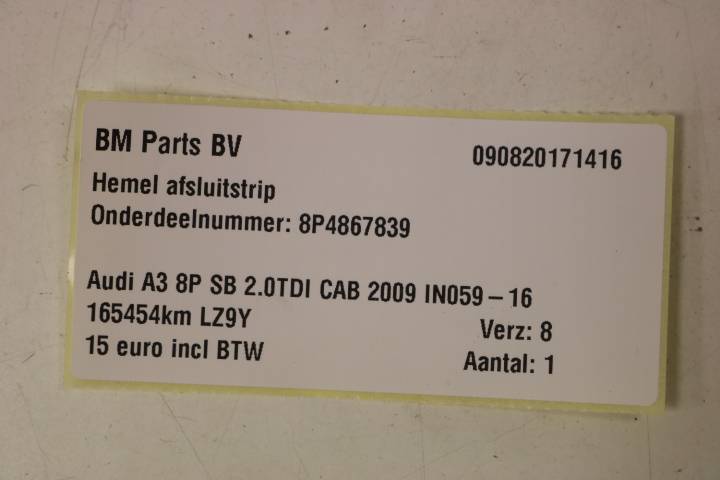 BM Parts BV 090820171416
Hemel afsluitstrip
Onderdeelnummer: 8P4867839
Audi A3 8P SB 2.0TDI CAB 2009 IN059-16
165454km LZ9Y Verz: 8
15 euro incl BTW Aantal: 1